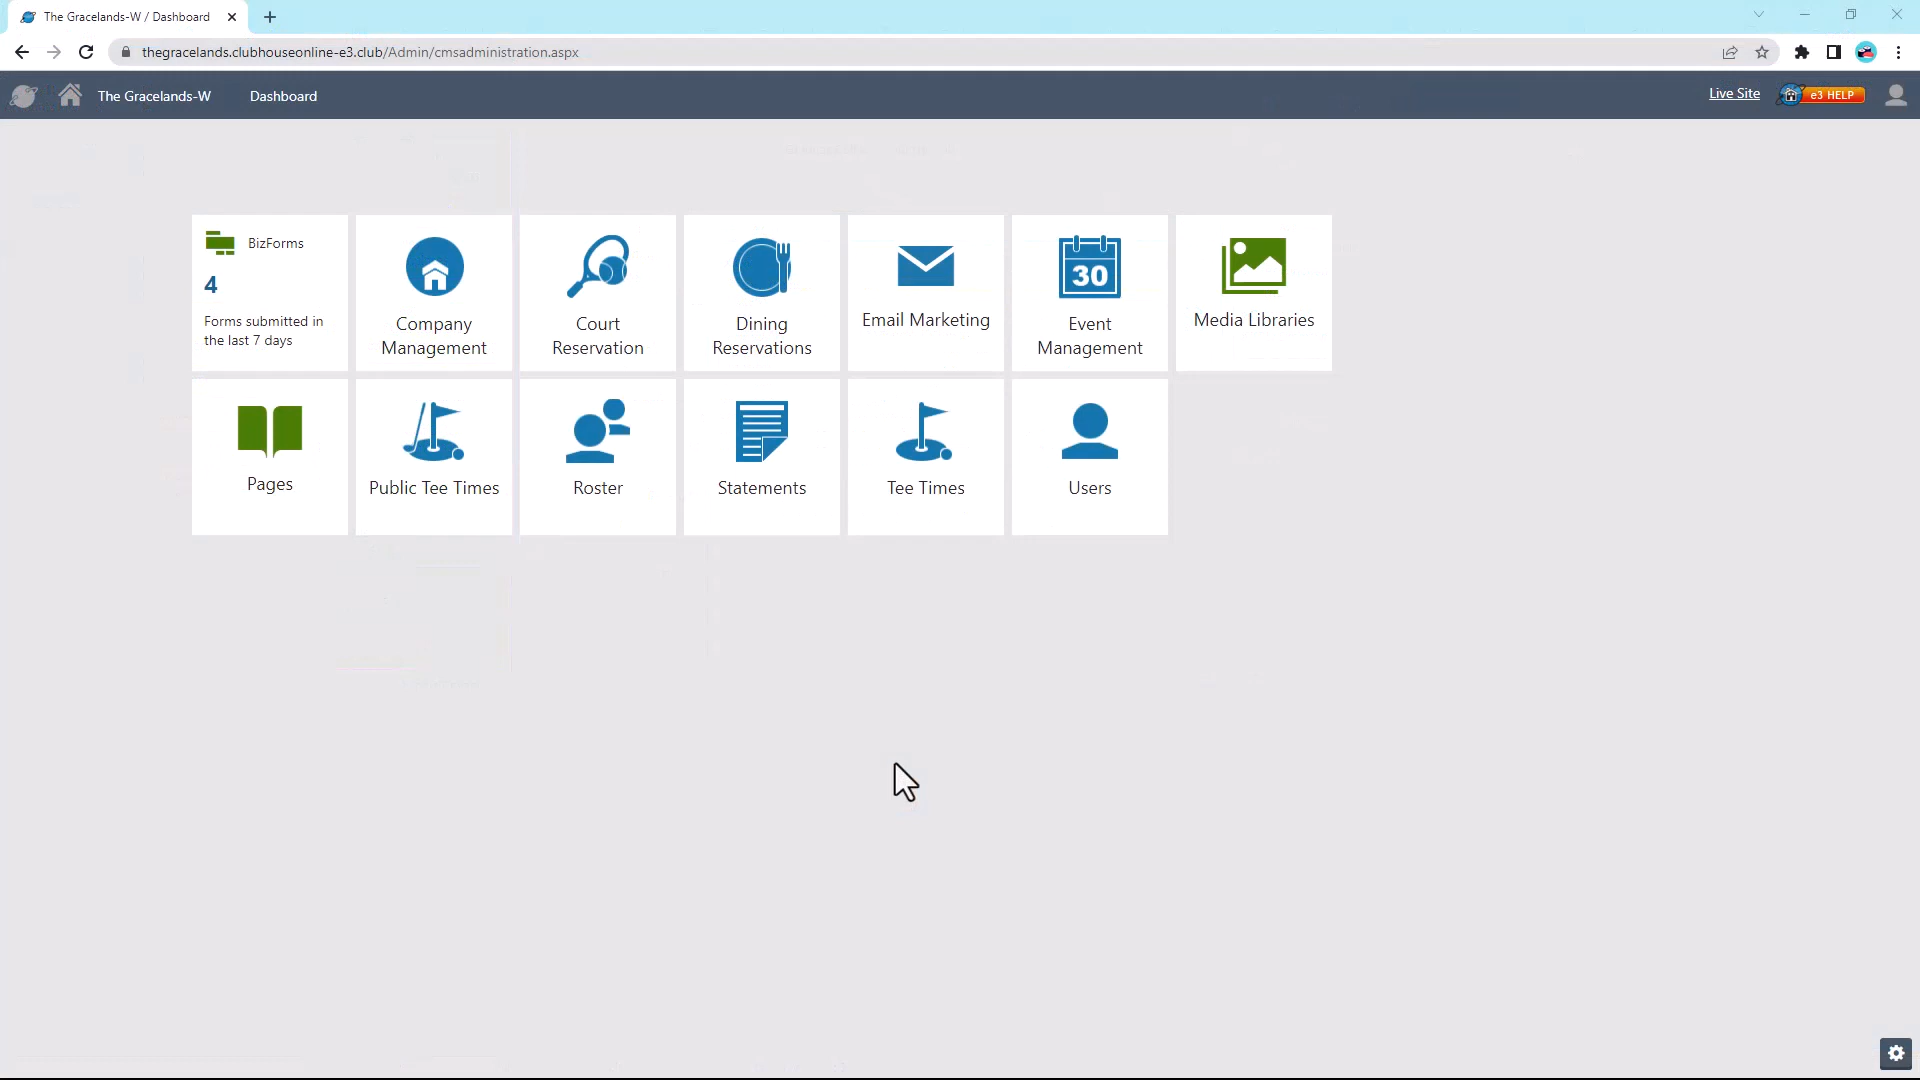 The Gracelands-W / Dashboard
thegracelands.clubhouseonline-e3.club/Admin/cmsadministration.aspx
The Gracelands-W
Dashboard
Live Site
e3 HELP
BizForms
4
Forms submitted in
the last 7 days
Company
Management
Court
Reservation
Dining
Reservations
Email Marketing
30
Event
Management
Media Libraries
Pages
Public Tee Times
Roster
Statements
Tee Times
Users